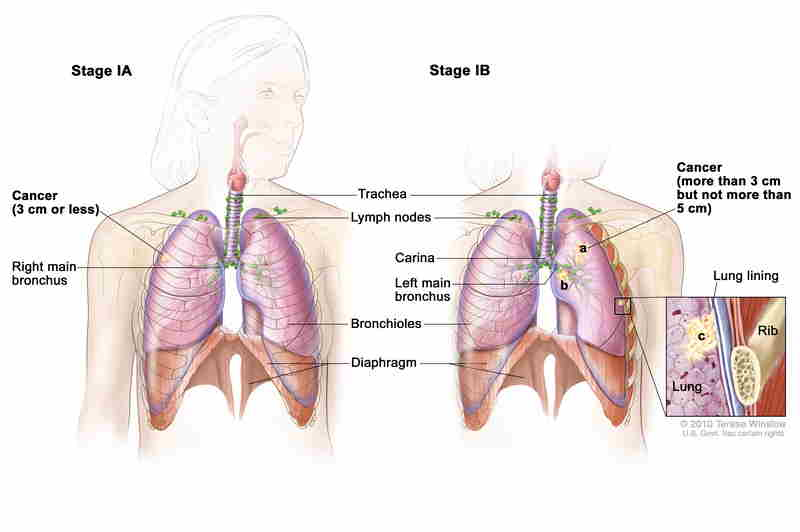 Stage IA
Stage IB
Cancer
(3 cm or less)
Right main
bronchus
Trachea
Lymph nodes
Carina
Left main
bronchus
Bronchioles
Diaphragm
Cancer
(more than 3 cm
but not more than
5 cm)
a
b
Lung lining
c
Rib
Lung
© 2010 Terese Winslow
U.S. Govt. has certain rights